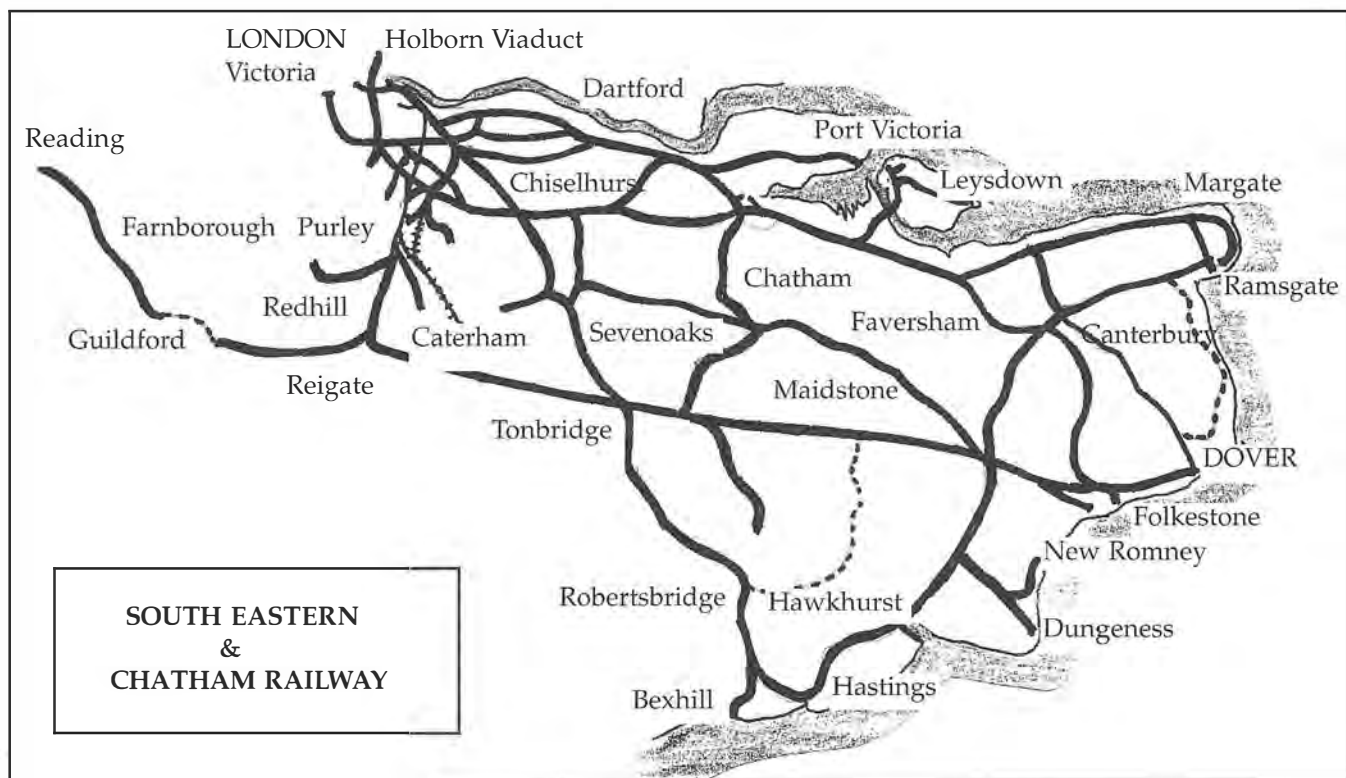 LONDON
Victoria
Holborn Viaduct
Dartford
Reading
Port Victoria
Chiselhurst
Leysdown
Margate
Farnborough
Purley
Chatham
Ramsgate
Redhill
Guildford
Caterham
Sevenoaks
Faversham
Canterbury
Reigate
Maidstone
Tonbridge
DOVER
Folkestone
New Romney
Robertsbridge
Hawkhurst
Dungeness
SOUTH EASTERN
&
CHATHAM RAILWAY
Hastings
Bexhill